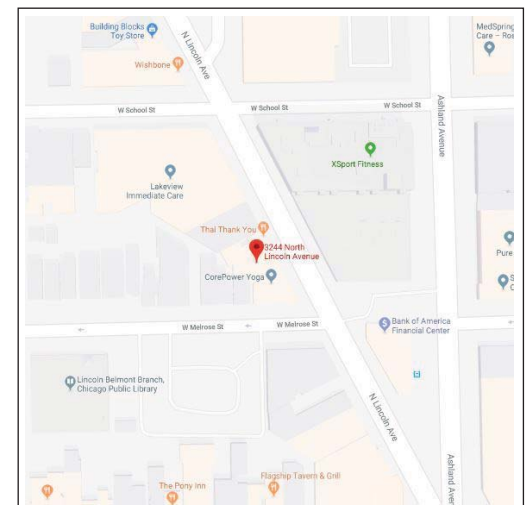 Building Blocks
Toy Store
N Lincoln Ave
MedSpring
Care – Ros
Wishbone
W School St
W School St
W School St
Ashland Avenue
XSport Fitness
Lakeview
Immediate Care
Thai Thank You
3244 North
Lincoln Avenue
Pure
CorePower Yoga
S
C
W Melrose St
W Melrose St
Bank of America
Financial Center
Lincoln Belmont Branch,
Chicago Public Library
N Lincoln Ave
Flagship Tavern & Grill
The Pony Inn
Ashland Aven